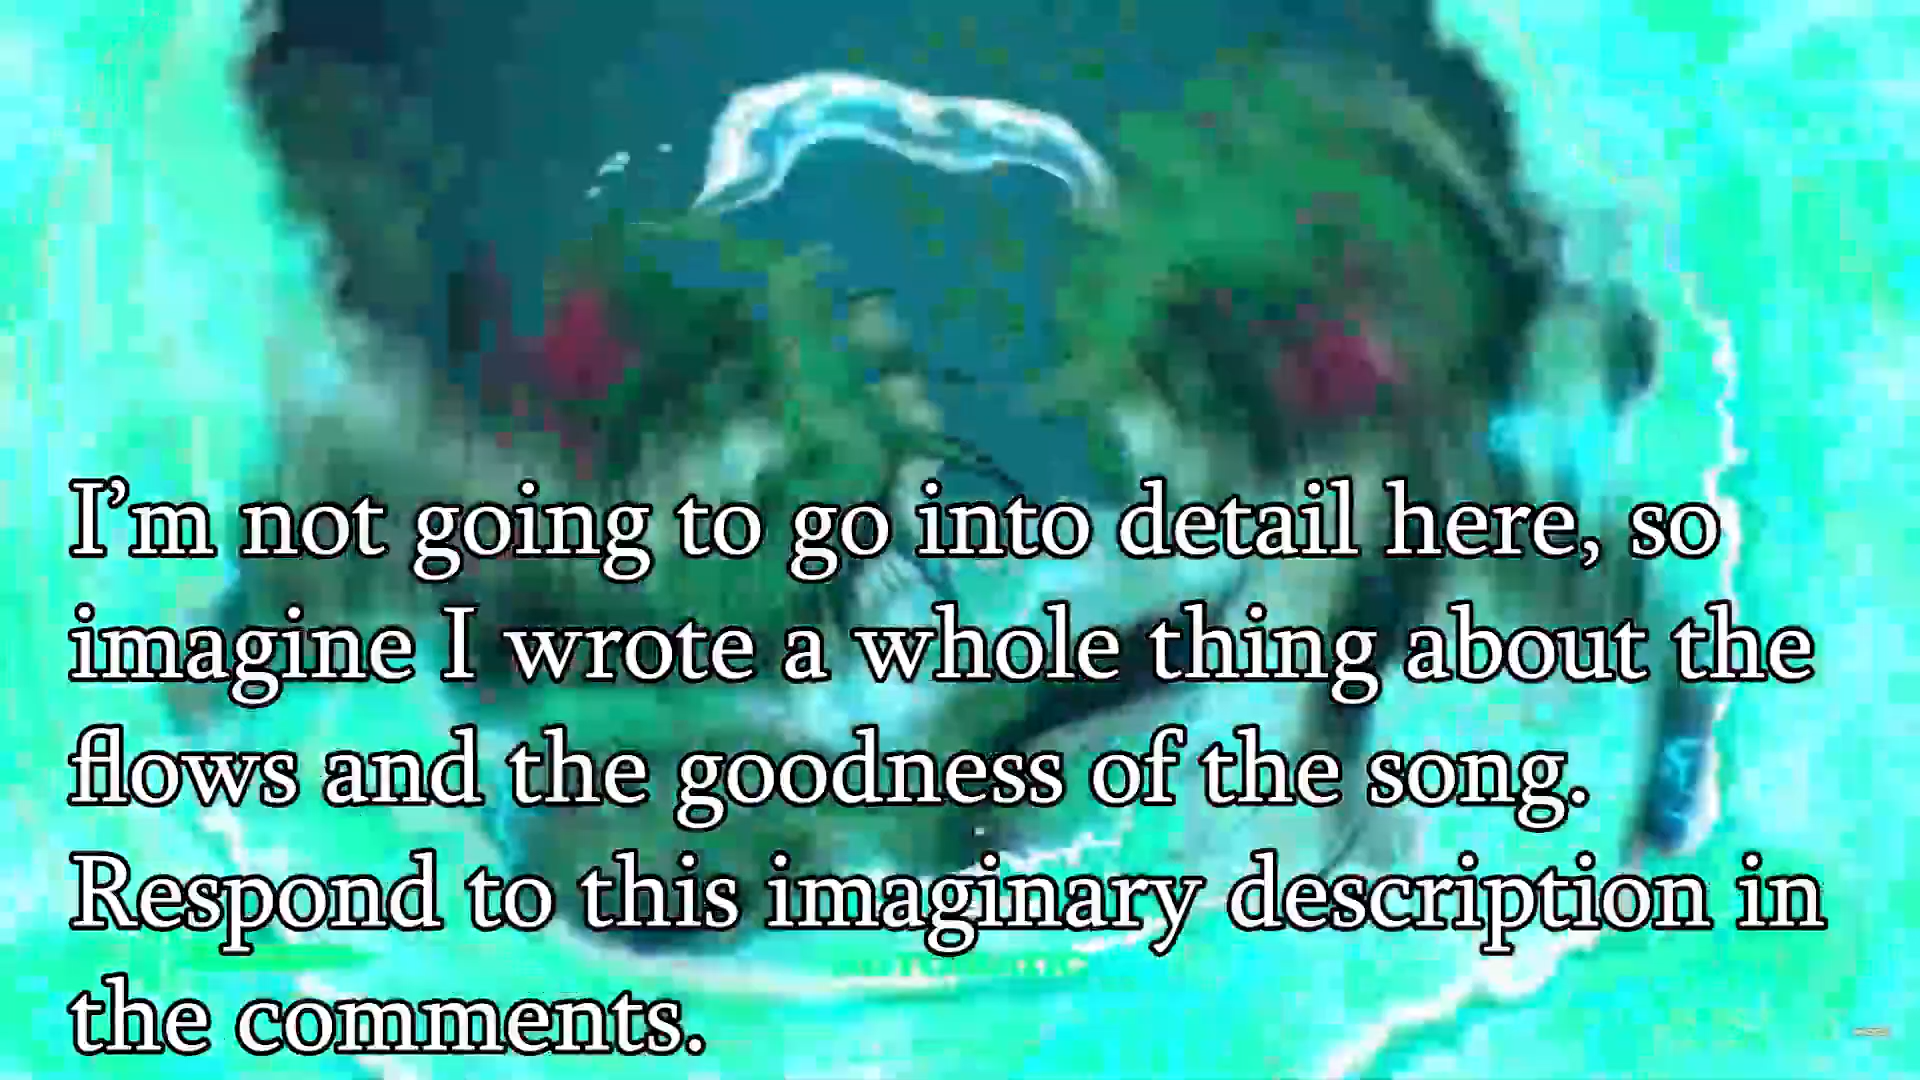 I’m not going to go into detail here, so
imagine I wrote a whole thing about the
flows and the goodness of the song.
Respond to this imaginary description in
the comments.